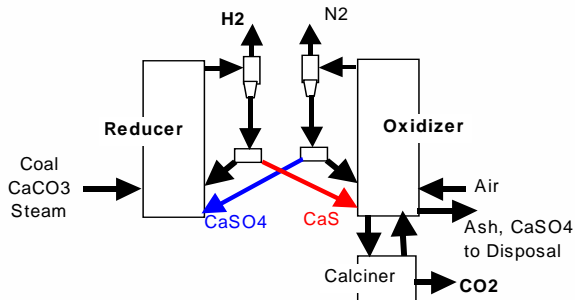 H2
N2
Reducer
Oxidizer
Coal
CaCO3
Steam
Air
CaSO4
CaS
Ash, CaSO4
to Disposal
Calciner
CO2